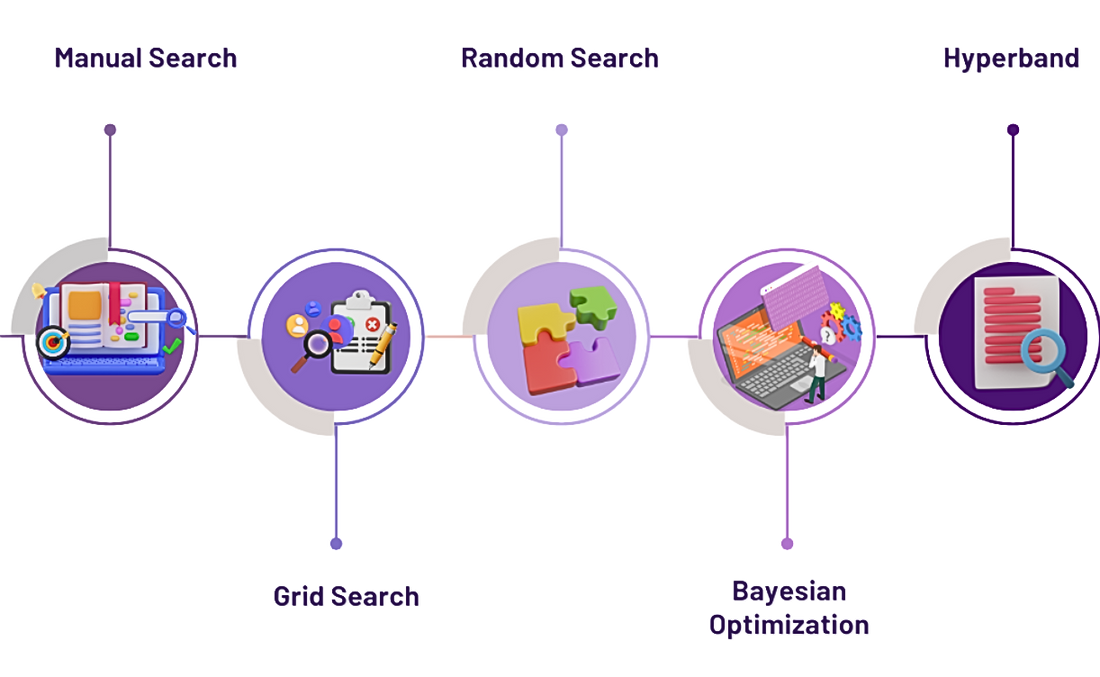 Manual Search
Random Search
Hyperband
Grid Search
Bayesian
Optimization